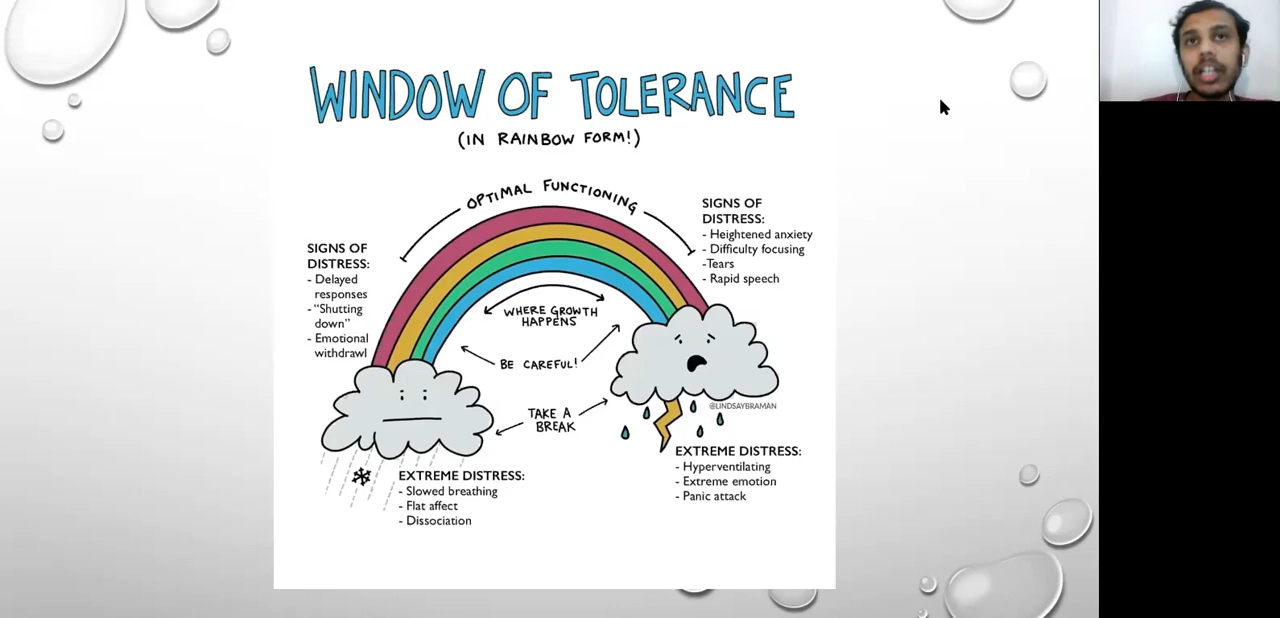 WINDOW OF TOLERANCE
(IN RAINBOW FORM!)
OPTIMAL FUNCTIONING
SIGNS OF
DISTRESS:
- Delayed
responses
- “Shutting
down”
- Emotional
withdrawl
SIGNS OF
DISTRESS:
- Heightened anxiety
- Difficulty focusing
-Tears
- Rapid speech
WHERE GROWTH
HAPPENS
BE CAREFUL!
TAKE A
BREAK
@LINDSAYBRAMAN
EXTREME DISTRESS:
- Slowed breathing
- Flat affect
- Dissociation
EXTREME DISTRESS:
- Hyperventilating
- Extreme emotion
- Panic attack